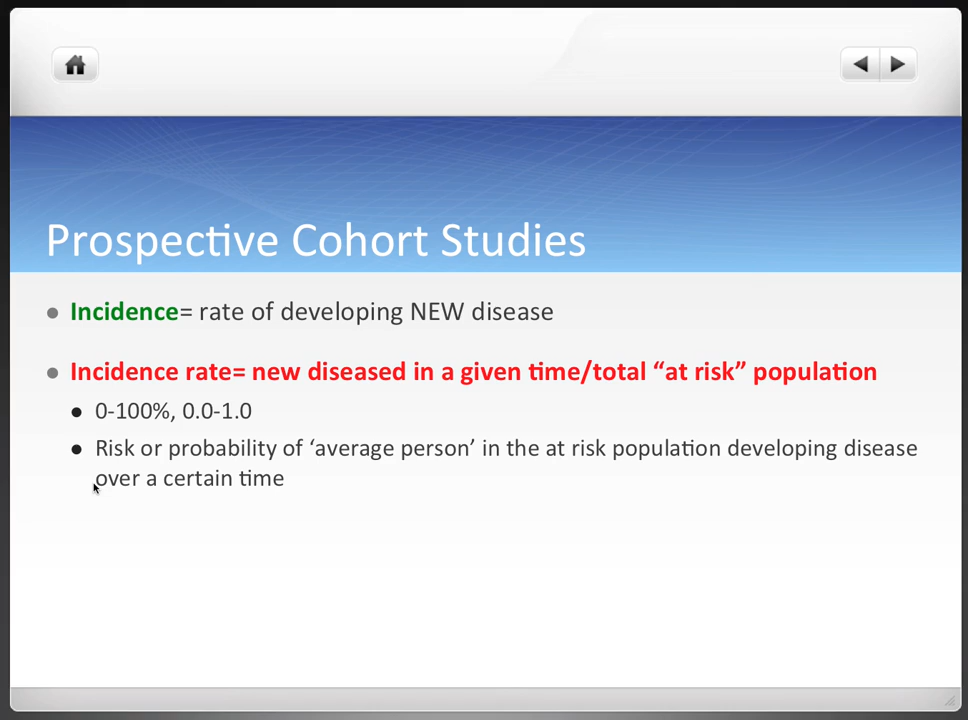 Prospective Cohort Studies
Incidence= rate of developing NEW disease
Incidence rate= new diseased in a given time/total “at risk” population
0-100%, 0.0-1.0
Risk or probability of ‘average person’ in the at risk population developing disease
over a certain time